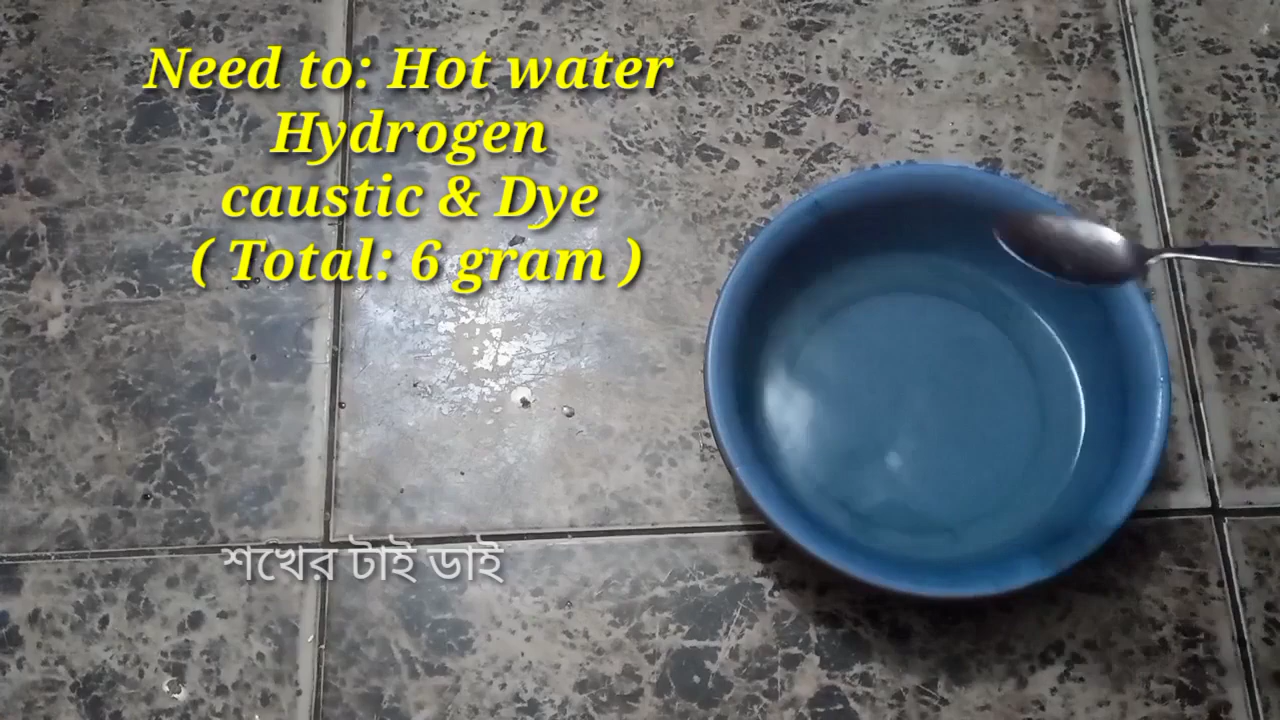 Need to: Hot water
Hydrogen
caustic & Dye
( Total: 6 gram )
শখের টাই ডাই